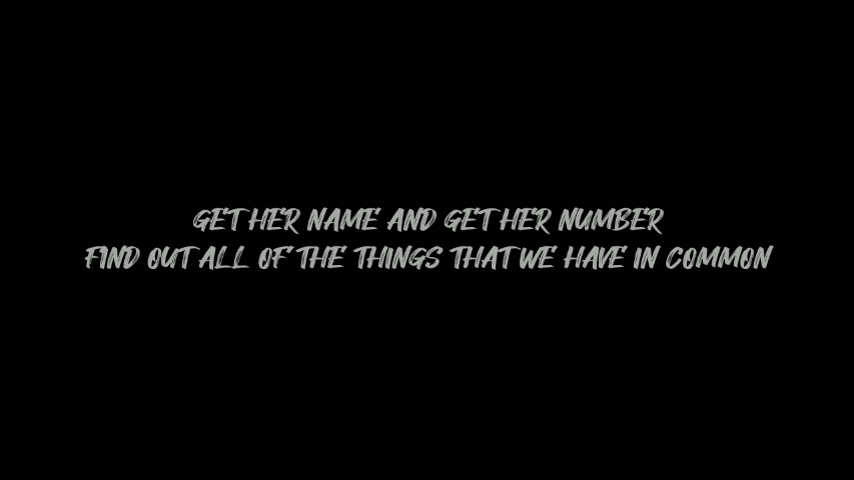 GET HER NAME AND GET HER NUMBER
FIND OUT ALL OF THE THINGS THAT WE HAVE IN COMMON